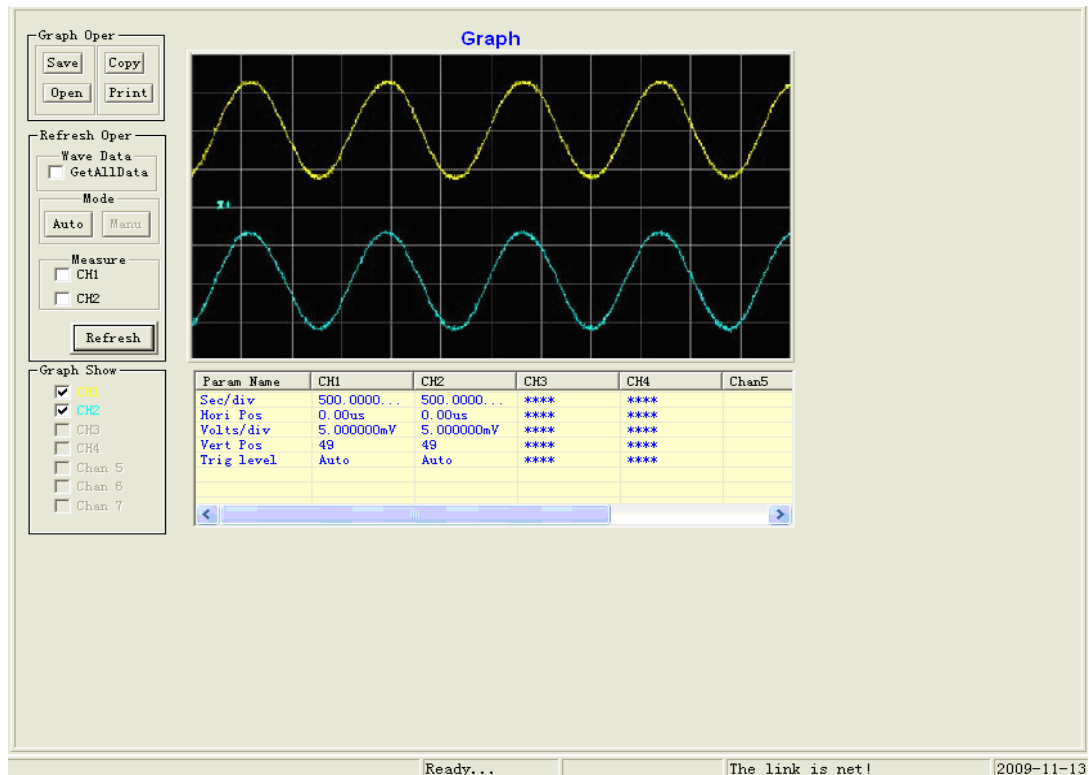 Graph Oper
Save
Copy
Open
Print
Refresh Oper
Wave Data
GetAllData
Mode
Auto
Manu
Measure
CH1
CH2
Refresh
Graph Show
CH1
CH2
CH3
CH4
Chan 5
Chan 6
Chan 7
Graph
Param Name CH1 CH2 CH3 CH4 Chan5
Sec/div 500.0000... 500.0000... **** ****
Hori Pos 0.00us 0.00us **** ****
Volts/div 5.000000mV 5.000000mV **** ****
Vert Pos 49 49 **** ****
Trig level Auto Auto **** ****
Ready... The link is net! 2009-11-13